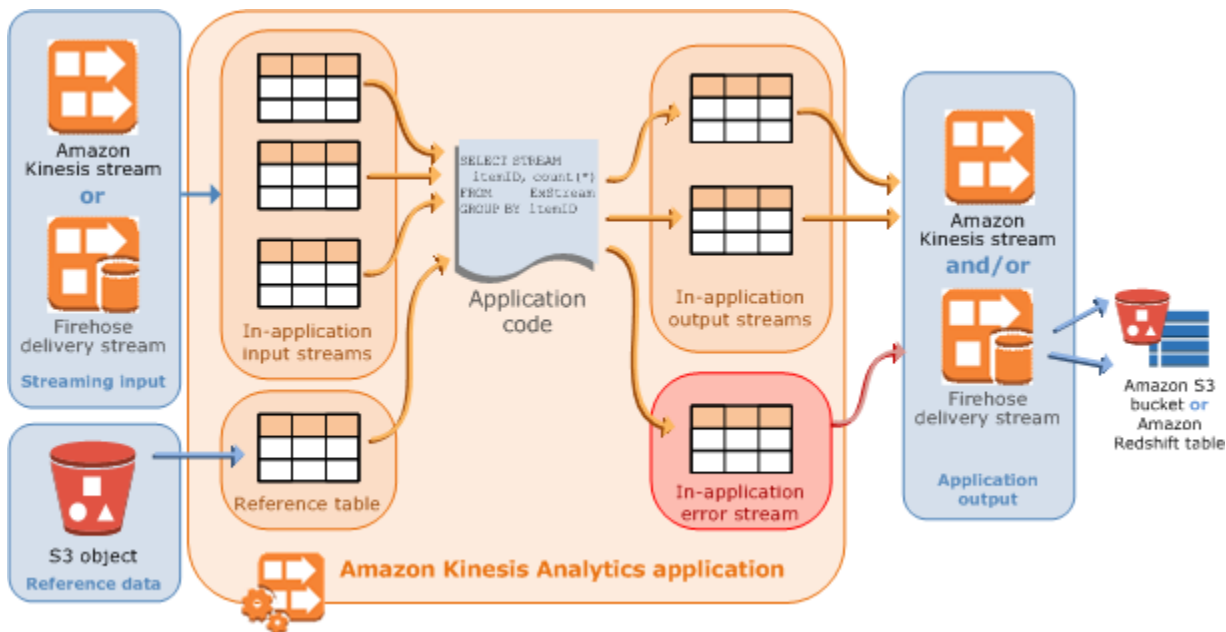 Amazon
Kinesis stream
or
Firehose
delivery stream
Streaming input
S3 object
Reference data
In-application
input streams
Reference table
SELECT STREAM
itemID, count(*)
FROM ExStream
GROUP BY itemID
Application
code
In-application
output streams
In-application
error stream
Amazon Kinesis Analytics application
Amazon
Kinesis stream
and/or
Firehose
delivery stream
Application
output
Amazon S3
bucket or
Amazon
Redshift table